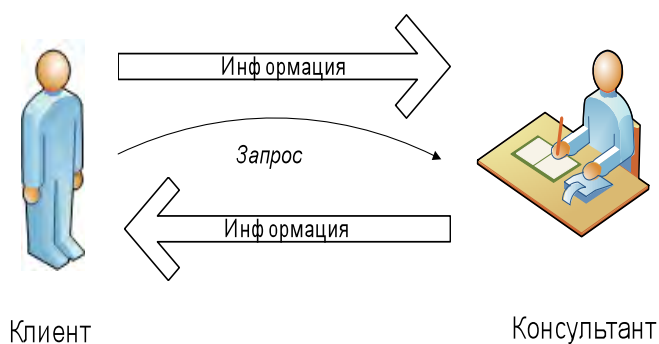 Информация
Запрос
Информация
Клиент
Консультант